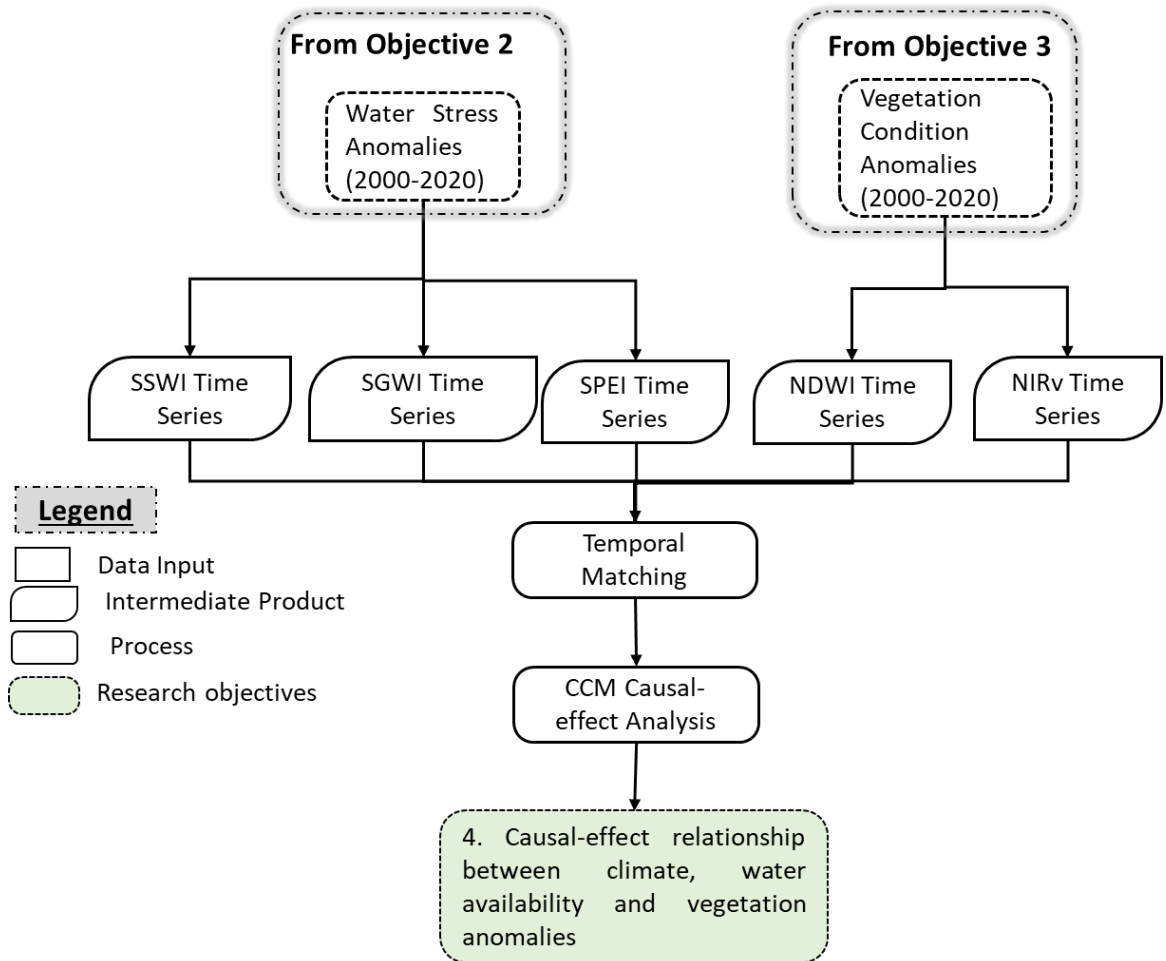 From Objective 2
Water Stress
Anomalies
(2000-2020)
From Objective 3
Vegetation
Condition
Anomalies
(2000-2020)
SSWI Time
Series
SGWI Time
Series
SPEI Time
Series
NDWI Time
Series
NIRv Time
Series
Legend
Data Input
Intermediate Product
Process
Research objectives
Temporal
Matching
CCM Causal-
effect Analysis
4. Causal-effect relationship
between climate, water
availability and vegetation
anomalies